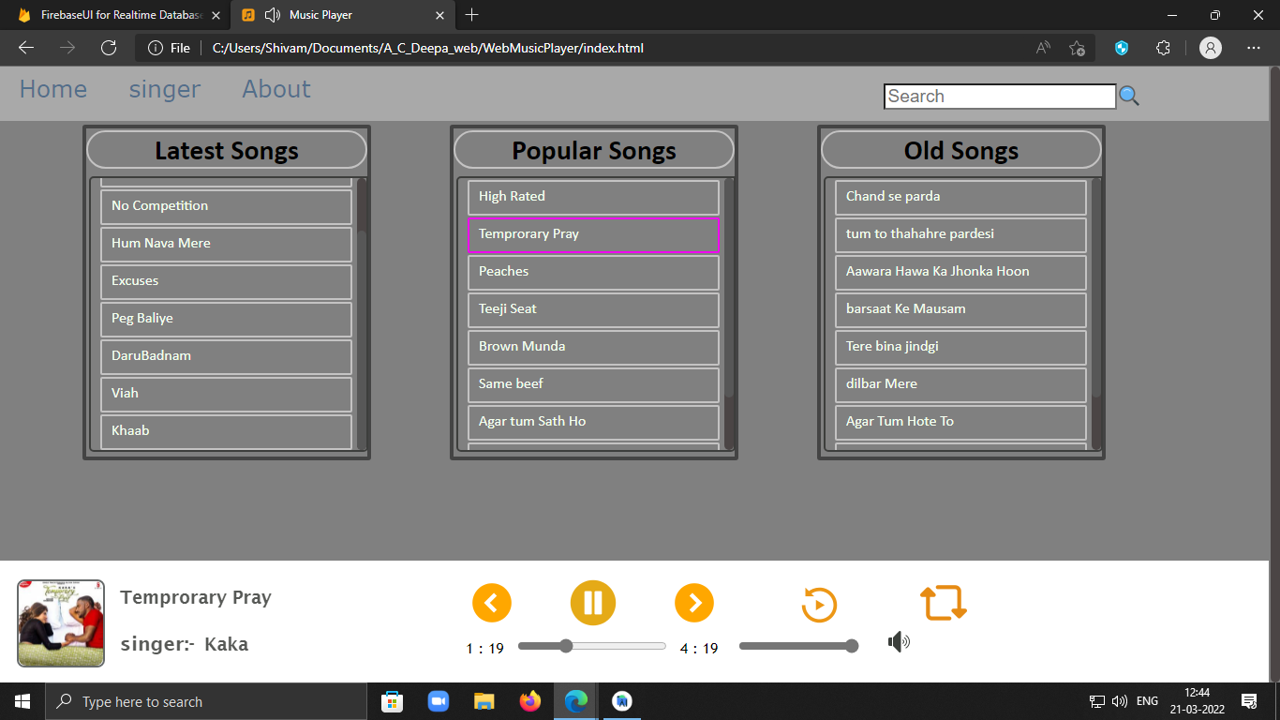 FirebaseUI for Realtime Database
Music Player
File
C:/Users/Shivam/Documents/A_C_Deepa_web/WebMusicPlayer/index.html
Home
singer
About
Search
Latest Songs
No Competition
Hum Nava Mere
Excuses
Peg Baliye
DaruBadnam
Viah
Khaab
Popular Songs
High Rated
Temprorary Pray
Peaches
Teeji Seat
Brown Munda
Same beef
Agar tum Sath Ho
Old Songs
Chand se parda
tum to thahahre pardesi
Aawara Hawa Ka Jhonka Hoon
barsaat Ke Mausam
Tere bina jindgi
dilbar Mere
Agar Tum Hote To
Temprorary Pray
singer:- Kaka
1 : 19
4 : 19
Type here to search
ENG
12:44
21-03-2022